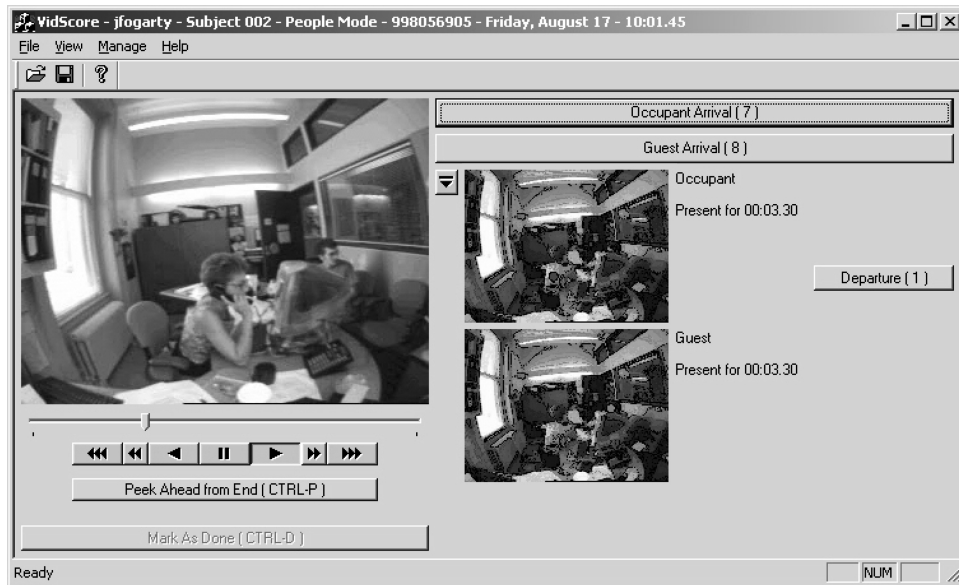 VidScore - jfogarty - Subject 002 - People Mode - 998056905 - Friday, August 17 - 10:01.45
File View Manage Help
Occupant Arrival ( 7 )
Guest Arrival ( 8 )
Occupant
Present for 00:03.30
Departure ( 1 )
Guest
Present for 00:03.30
Peek Ahead from End ( CTRL-P )
Mark As Done ( CTRL-D )
Ready
NUM